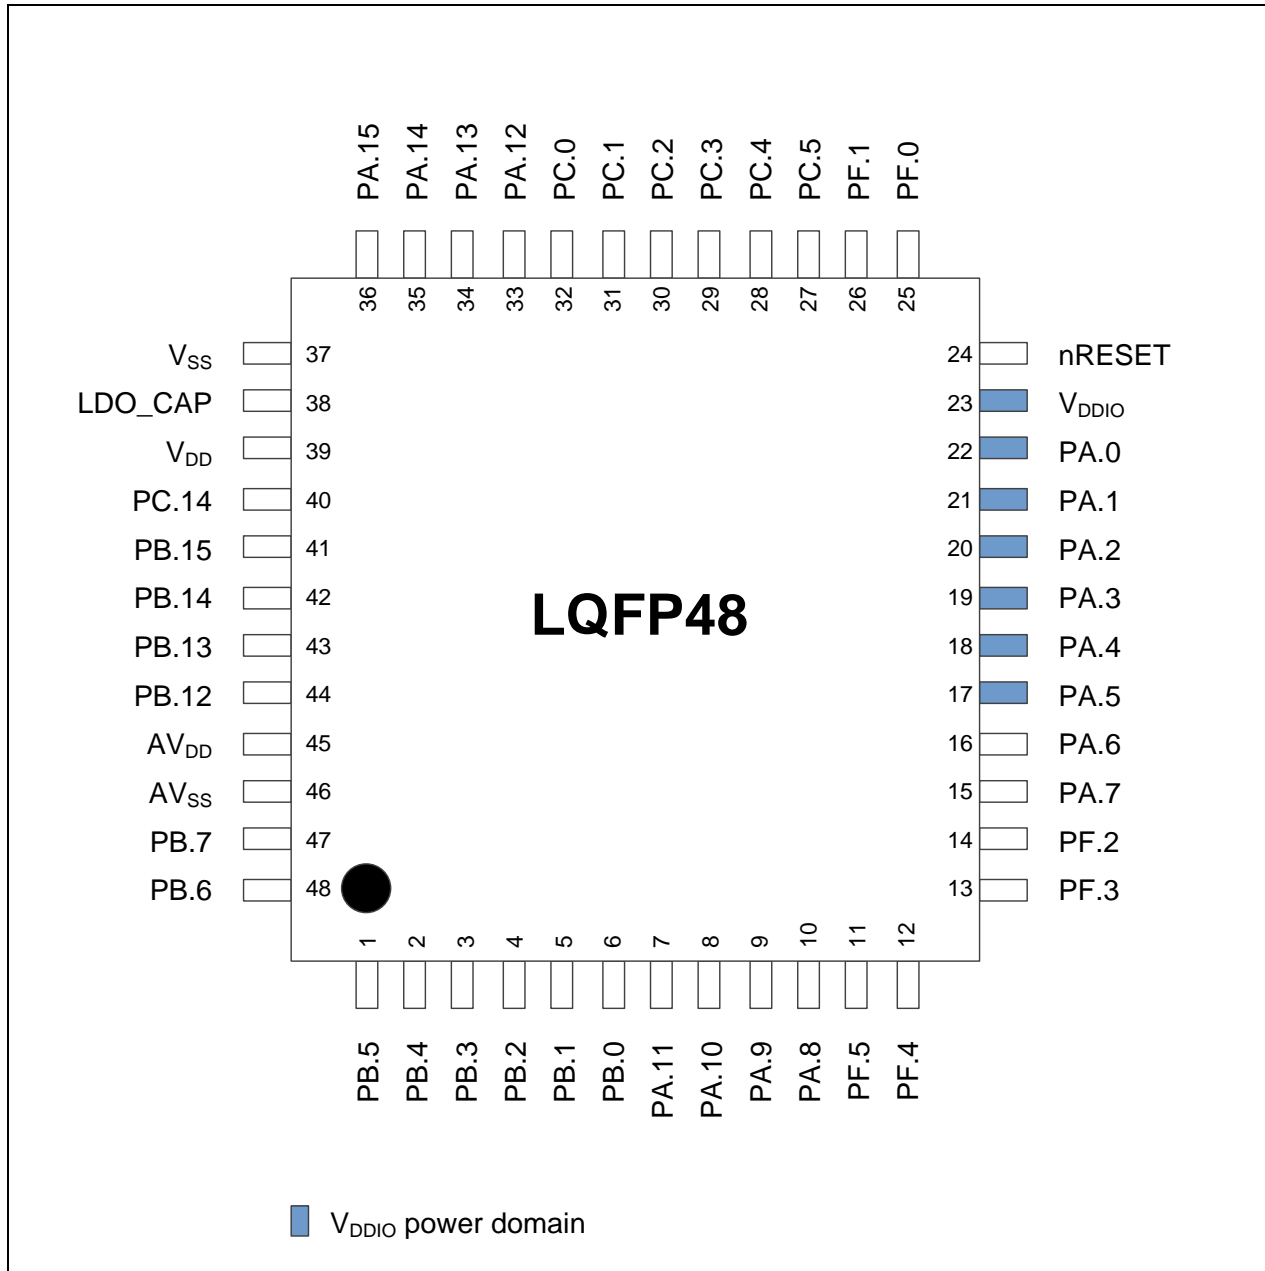 PA.15 PA.14 PA.13 PA.12 PC.0 PC.1 PC.2 PC.3 PC.4 PC.5 PF.1 PF.0
36 35 34 33 32 31 30 29 28 27 26 25
VSS 37 24 nRESET
LDO_CAP 38 23 VDDIO
VDD 39 22 PA.0
PC.14 40 21 PA.1
PB.15 41 20 PA.2
PB.14 42 19 PA.3
LQFP48
PB.13 43 18 PA.4
PB.12 44 17 PA.5
AVDD 45 16 PA.6
AVSS 46 15 PA.7
PB.7 47 14 PF.2
PB.6 48 13 PF.3
1 2 3 4 5 6 7 8 9 10 11 12
PB.5 PB.4 PB.3 PB.2 PB.1 PB.0 PA.11 PA.10 PA.9 PA.8 PF.5 PF.4
VDDIO power domain